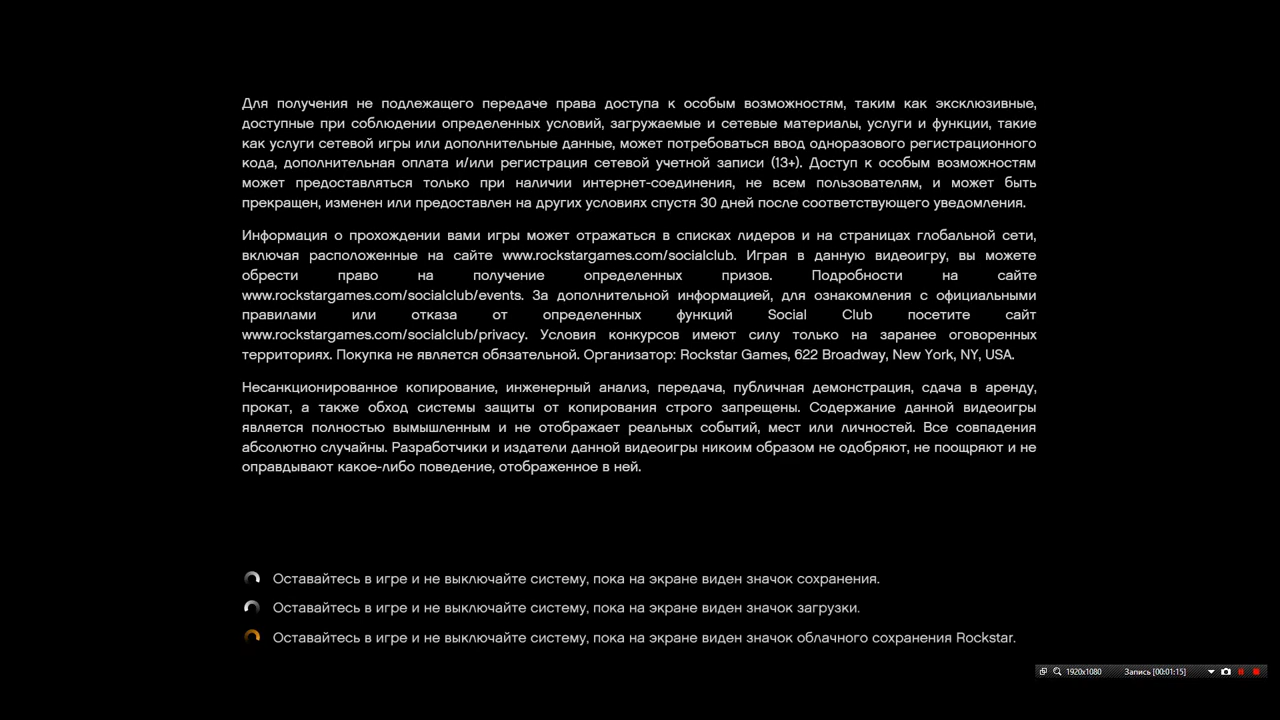 Для получения не подлежащего передаче права доступа к особым возможностям, таким как эксклюзивные,
доступные при соблюдении определенных условий, загружаемые и сетевые материалы, услуги и функции, такие
как услуги сетевой игры или дополнительные данные, может потребоваться ввод одноразового регистрационного
кода, дополнительная оплата и/или регистрация сетевой учетной записи (13+). Доступ к особым возможностям
может предоставляться только при наличии интернет-соединения, не всем пользователям, и может быть
прекращен, изменен или предоставлен на других условиях спустя 30 дней после соответствующего уведомления.
Информация о прохождении вами игры может отражаться в списках лидеров и на страницах глобальной сети,
включая расположенные на сайте www.rockstargames.com/socialclub. Играя в данную видеоигру, вы можете
обрести право на получение определенных призов. Подробности на сайте
www.rockstargames.com/socialclub/events. За дополнительной информацией, для ознакомления с официальными
правилами или отказа от определенных функций Social Club посетите сайт
www.rockstargames.com/socialclub/privacy. Условия конкурсов имеют силу только на заранее оговоренных
территориях. Покупка не является обязательной. Организатор: Rockstar Games, 622 Broadway, New York, NY, USA.
Несанкционированное копирование, инженерный анализ, передача, публичная демонстрация, сдача в аренду,
прокат, а также обход системы защиты от копирования строго запрещены. Содержание данной видеоигры
является полностью вымышленным и не отображает реальных событий, мест или личностей. Все совпадения
абсолютно случайны. Разработчики и издатели данной видеоигры никоим образом не одобряют, не поощряют и не
оправдывают какое-либо поведение, отображенное в ней.
Оставайтесь в игре и не выключайте систему, пока на экране виден значок сохранения.
Оставайтесь в игре и не выключайте систему, пока на экране виден значок загрузки.
Оставайтесь в игре и не выключайте систему, пока на экране виден значок облачного сохранения Rockstar.
1920x1080 Запись [00:01:15]